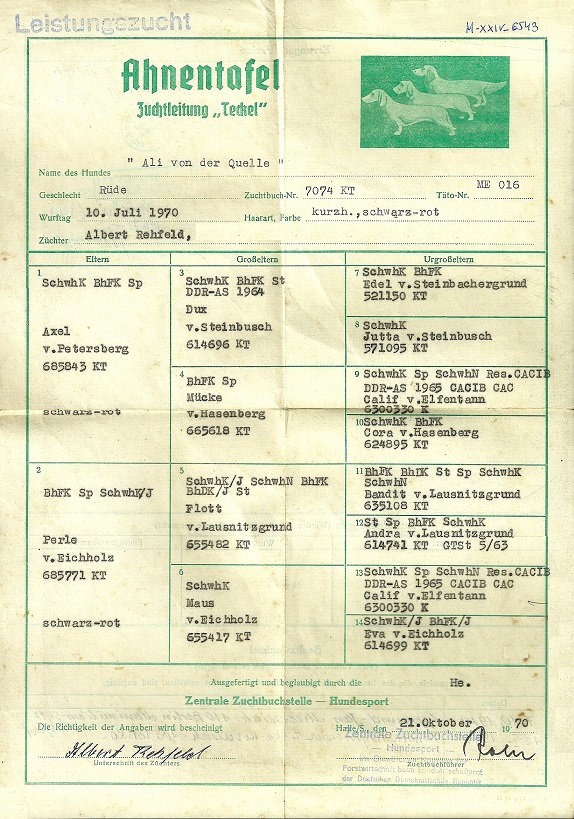 Leistungszucht
M-XXIV 6543
Ahnentafel
Zuchtleitung „Teckel"
Name des Hundes " Ali von der Quelle "
Geschlecht Rüde Zuchtbuch-Nr. 7074 KT Täto-Nr. ME 016
Wurftag 10. Juli 1970 Haarart, Farbe kurzh.,schwarz-rot
Züchter Albert Rehfeld,
Eltern
1
SchwhK BhFK Sp
Axel
v.Petersberg
685843 KT
schwarz-rot
2
BhFK Sp SchwhK/J
Perle
v.Eichholz
685771 KT
schwarz-rot
Großeltern
3
SchwhK BhFK St
DDR-AS 1964
Dux
v.Steinbusch
614696 KT
4
BhFK Sp
Mücke
v.Hasenberg
665618 KT
5
SchwhK/J SchwhN BhFK
BhDK/J St
Flott
v.Lausnitzgrund
655482 KT
6
SchwhK
Maus
v.Eichholz
655417 KT
Urgroßeltern
7 SchwhK BhFK
Edel v.Steinbachergrund
521150 KT
8 SchwhK
Jutta v.Steinbusch
571095 KT
9 SchwhK Sp SchwhN Res.CACIB
DDR-AS 1965 CACIB CAC
Calif v.Elfentann
6300330 K
10 SchwhK BhFK
Cora v.Hasenberg
624895 KT
11 BhFK BhDK St Sp SchwhK
SchwhN
Bandit v.Lausnitzgrund
635108 KT
12 St Sp BhFK SchwhK
Andra v.Lausnitzgrund
614741 KT GTSt 5/63
13 SchwhK Sp SchwhN Res.CACIB
DDR-AS 1965 CACIB CAC
Calif v.Elfentann
6300330 K
14 SchwhK/J BhFK/J
Eva v.Eichholz
614699 KT
Ausgefertigt und beglaubigt durch die He.
Zentrale Zuchtbuchstelle — Hundesport
Die Richtigkeit der Angaben wird bescheinigt
Halle/S., den 21.Oktober 19 70
Albert Rehfeld
Unterschrift des Züchters
Zentrale Zuchtbuchstelle
— Hundesport —
der Deutschen Demokratischen Republik
Zuchtbuchführer